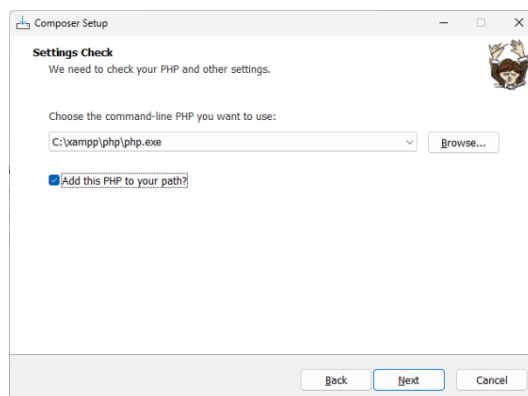 Composer Setup
Settings Check
We need to check your PHP and other settings.
Choose the command-line PHP you want to use:
C:\xampp\php\php.exe
Browse...
Add this PHP to your path?
Back
Next
Cancel